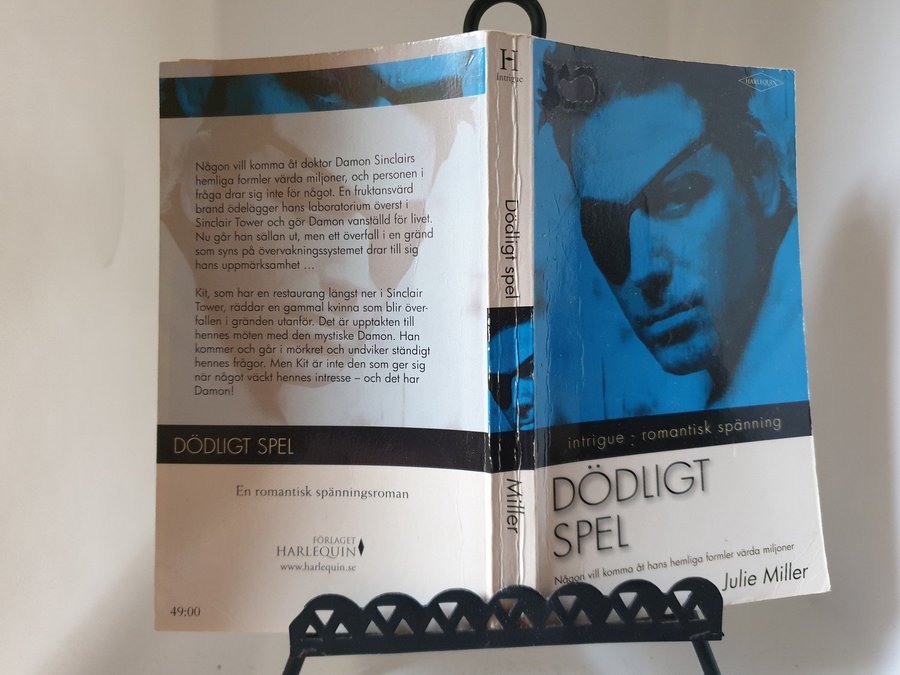 Någon vill komma åt doktor Damon Sinclairs
hemliga formler värda miljoner, och personen i
fråga drar sig inte för något. En fruktansvärd
brand ödelägger hans laboratorium överst i
Sinclair Tower och gör Damon vanställd för livet.
Nu går han sällan ut, men ett överfall i en gränd
som syns på övervakningssystemet drar till sig
hans uppmärksamhet ...
Kit, som har en restaurang längst ner i Sinclair
Tower, räddar en gammal kvinna som blir över-
fallen i gränden utanför. Det är upptakten till
hennes möten med den mystiske Damon. Han
kommer och går i mörkret och undviker ständigt
hennes frågor. Men Kit är inte den som ger sig
när något väckt hennes intresse – och det har
Damon!
DÖDLIGT SPEL
En romantisk spänningsroman
FÖRLAGET
HARLEQUIN
www.harlequin.se
49:00
H
Intrigue
Dödligt spel
Miller
HARLEQUIN
intrigue - romantisk spänning
DÖDLIGT
SPEL
Någon vill komma åt hans hemliga formler värda miljoner
Julie Miller